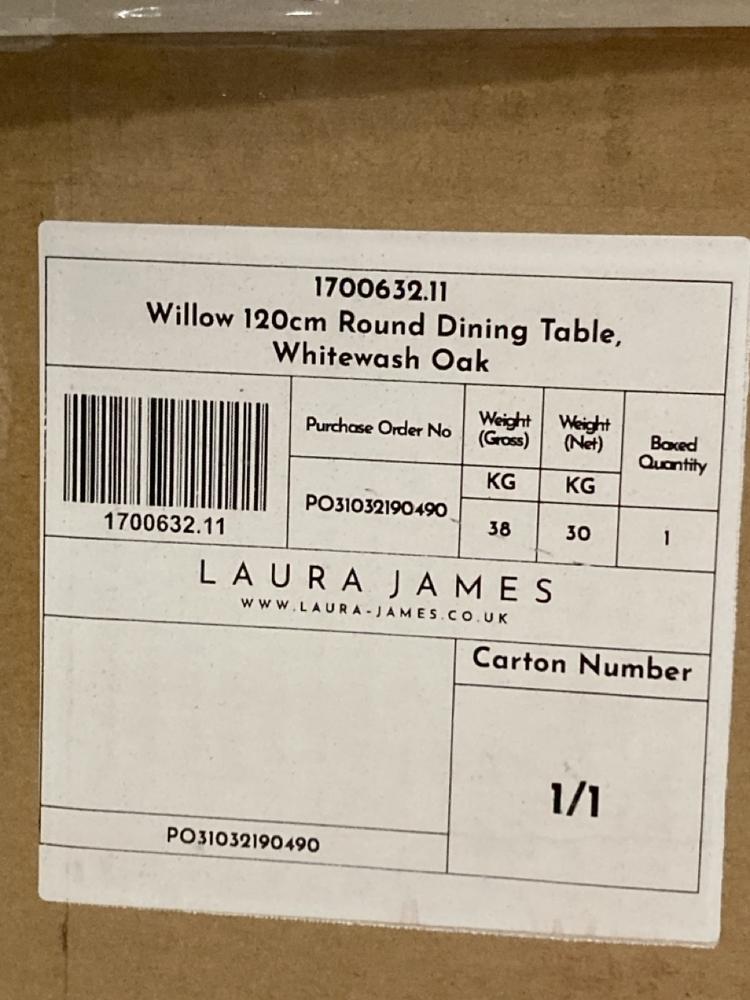 1700632.11
Willow 120cm Round Dining Table,
Whitewash Oak
1700632.11
Purchase Order No
PO31032190490
Weight
(Gross)
KG
38
Weight
(Net)
KG
30
Boxed
Quantity
1
LAURA JAMES
WWW.LAURA-JAMES.CO.UK
Carton Number
1/1
PO31032190490